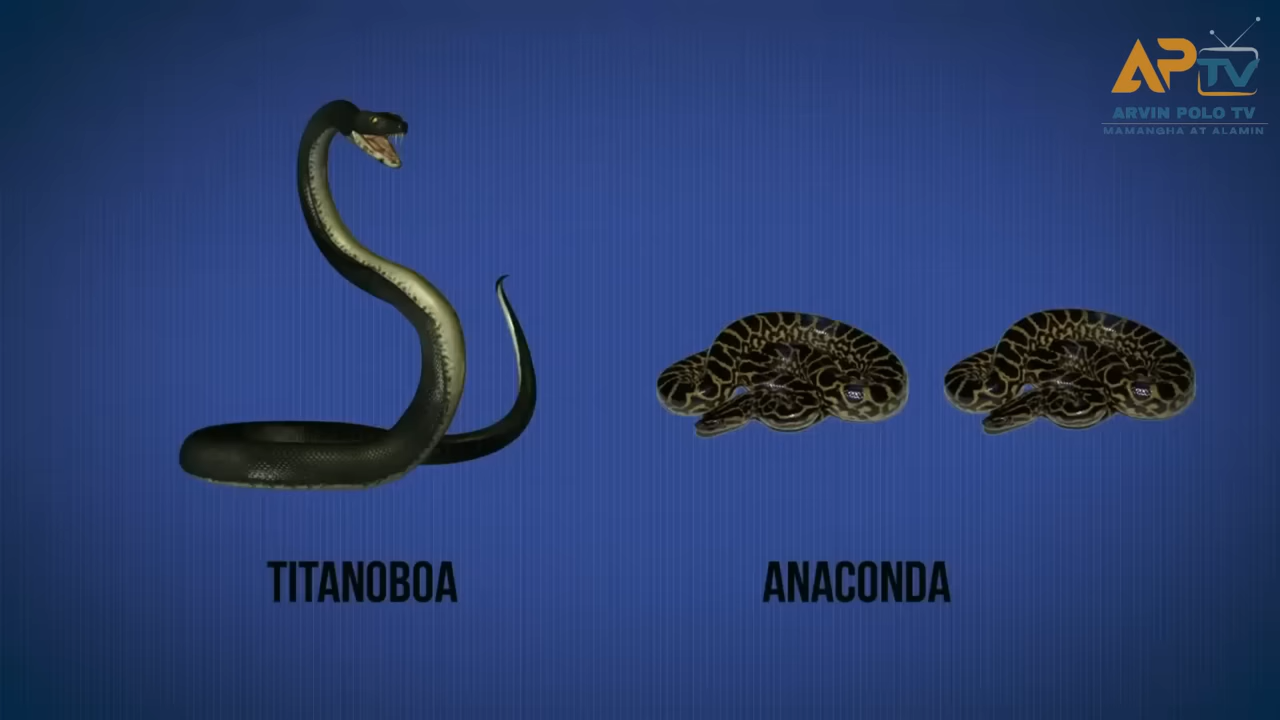 APTV
ARVIN POLO TV
MAMANGHA AT ALAMIN
TITANOBOA
ANACONDA